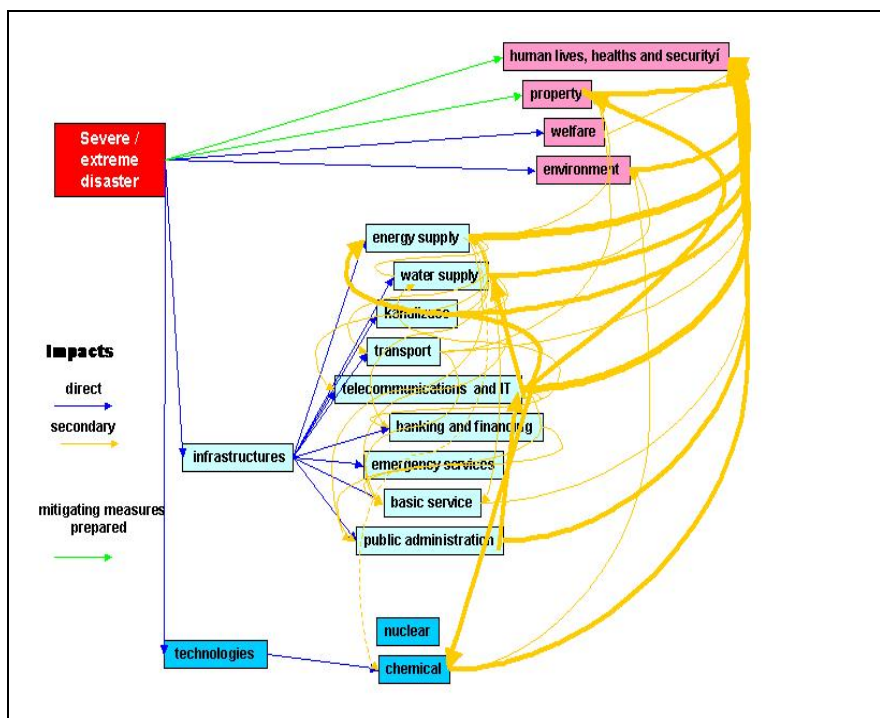 human lives, healths and securityí
property
Severe /
extreme
disaster
welfare
environment
energy supply
water supply
kanalizace
transport
Impacts
direct
telecommunications and IT
secondary
banking and financing
infrastructures
emergency services
basic service
mitigating measures
prepared
public administration
nuclear
technologies
chemical